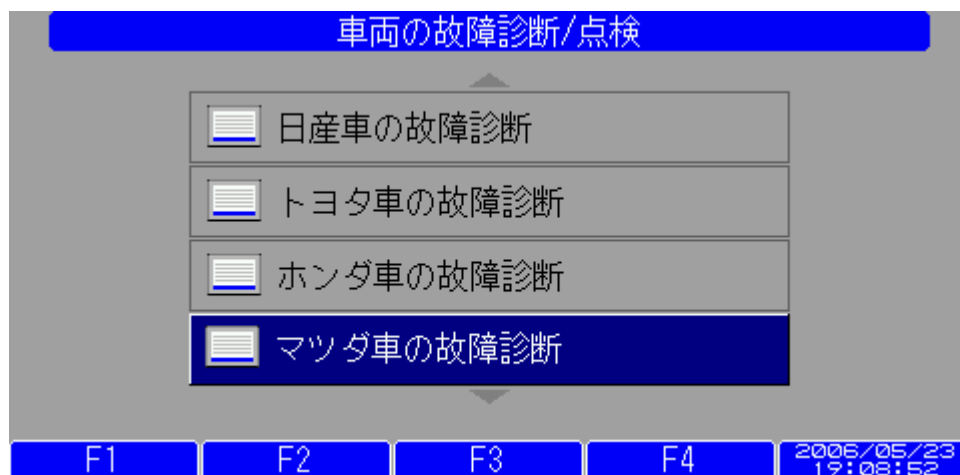 車両の故障診断/点検
日産車の故障診断
トヨタ車の故障診断
ホンダ車の故障診断
マツダ車の故障診断
F1 F2 F3 F4 2006/05/23
19:08:52